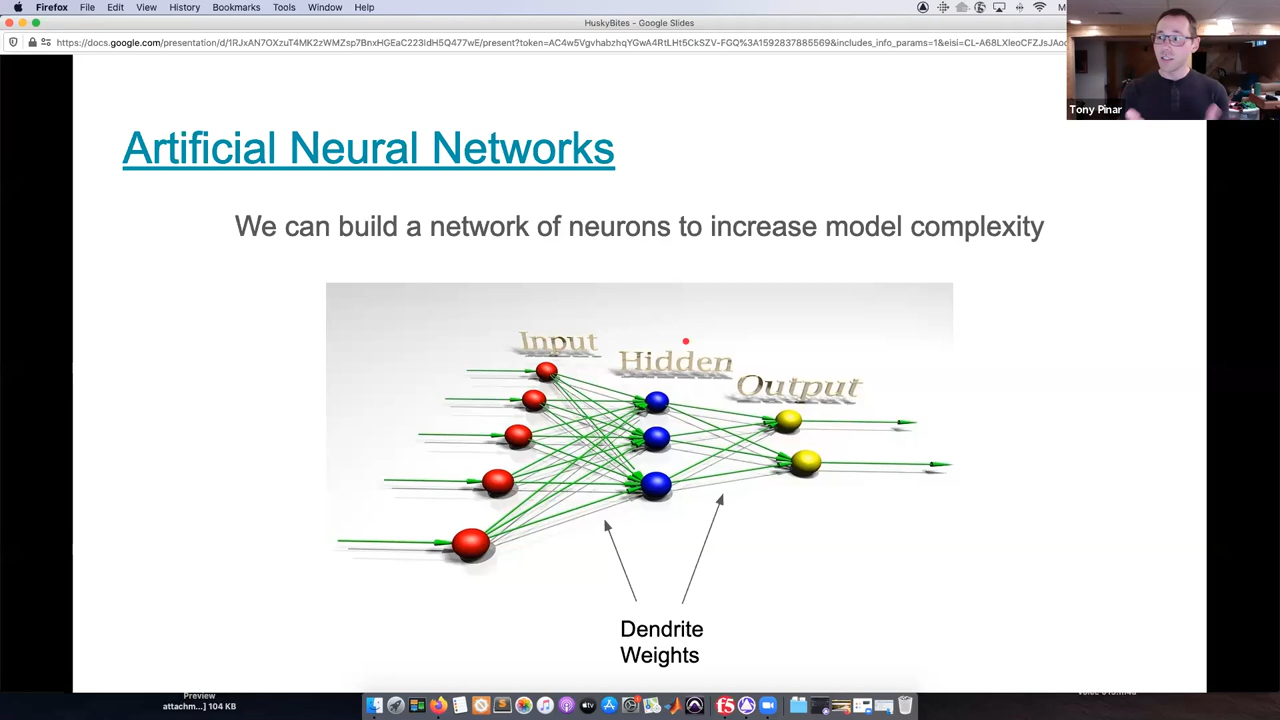 Firefox File Edit View History Bookmarks Tools Window Help
HuskyBites - Google Slides
Tony Pinar
Artificial Neural Networks
We can build a network of neurons to increase model complexity
Input
Hidden
Output
Dendrite
Weights
Preview
attachm...] 104 KB